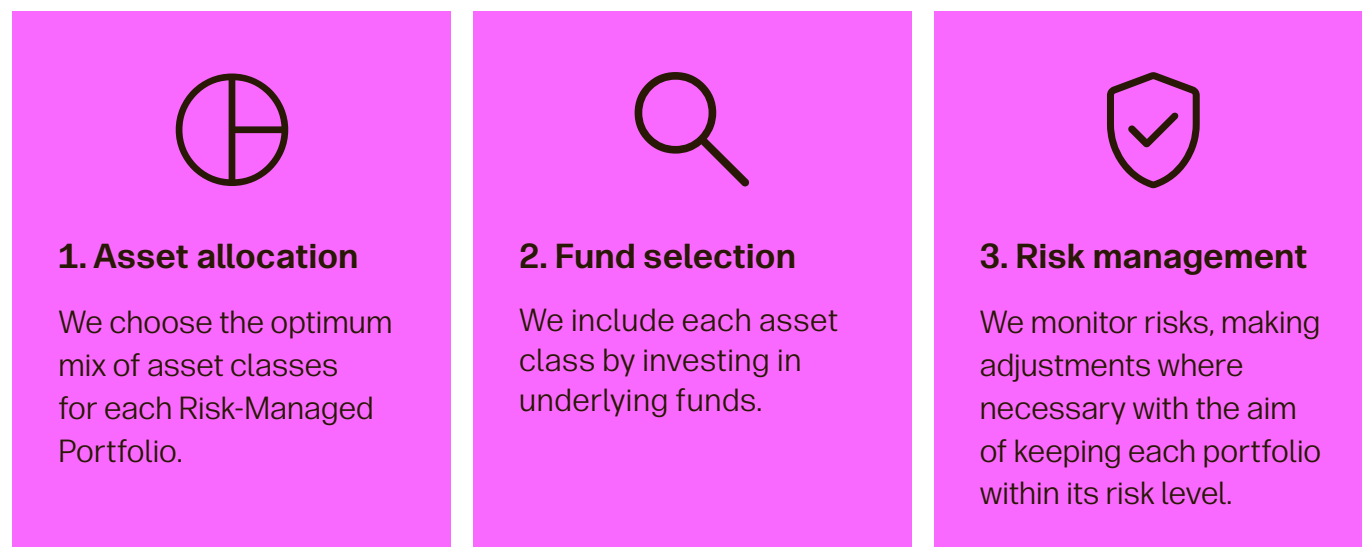 1. Asset allocation
We choose the optimum
mix of asset classes
for each Risk-Managed
Portfolio.
2. Fund selection
We include each asset
class by investing in
underlying funds.
3. Risk management
We monitor risks, making
adjustments where
necessary with the aim
of keeping each portfolio
within its risk level.